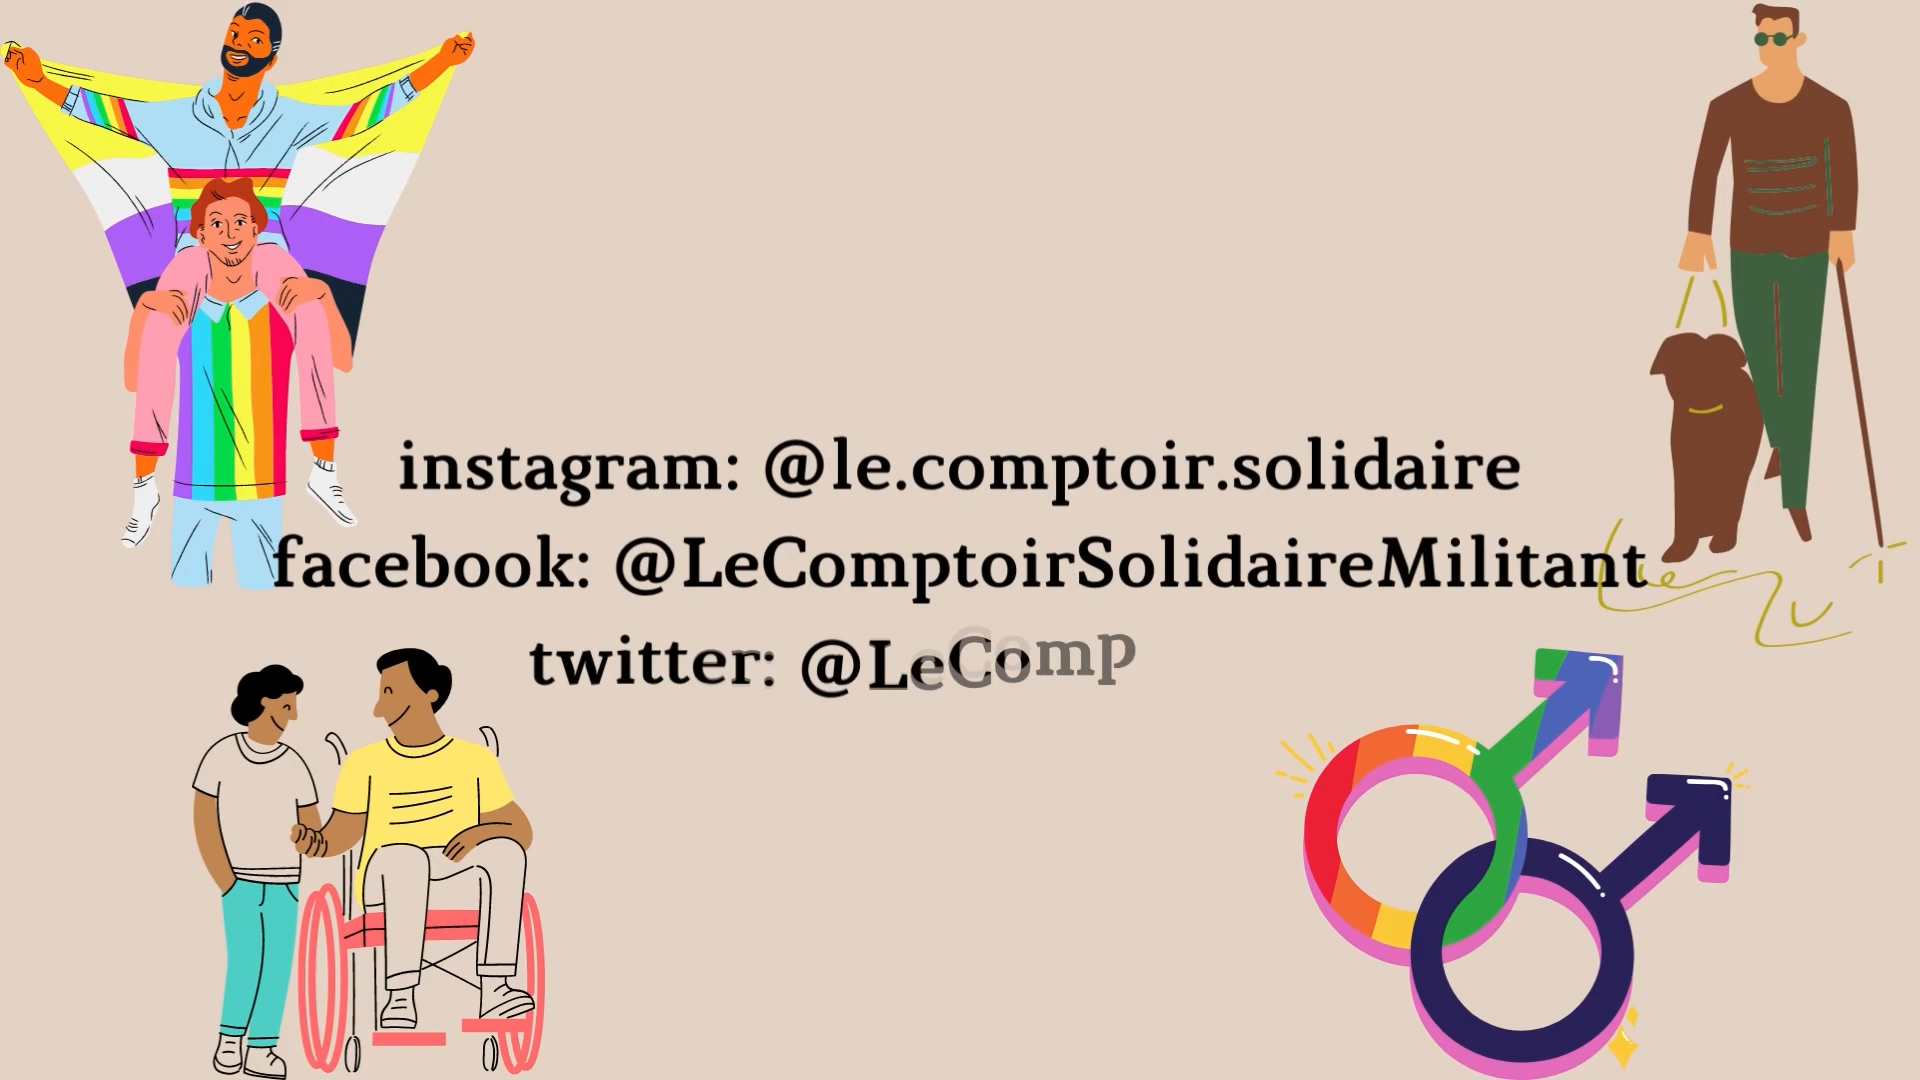 instagram: @le.comptoir.solidaire
facebook: @LeComptoirSolidaireMilitant
twitter: @LeComp